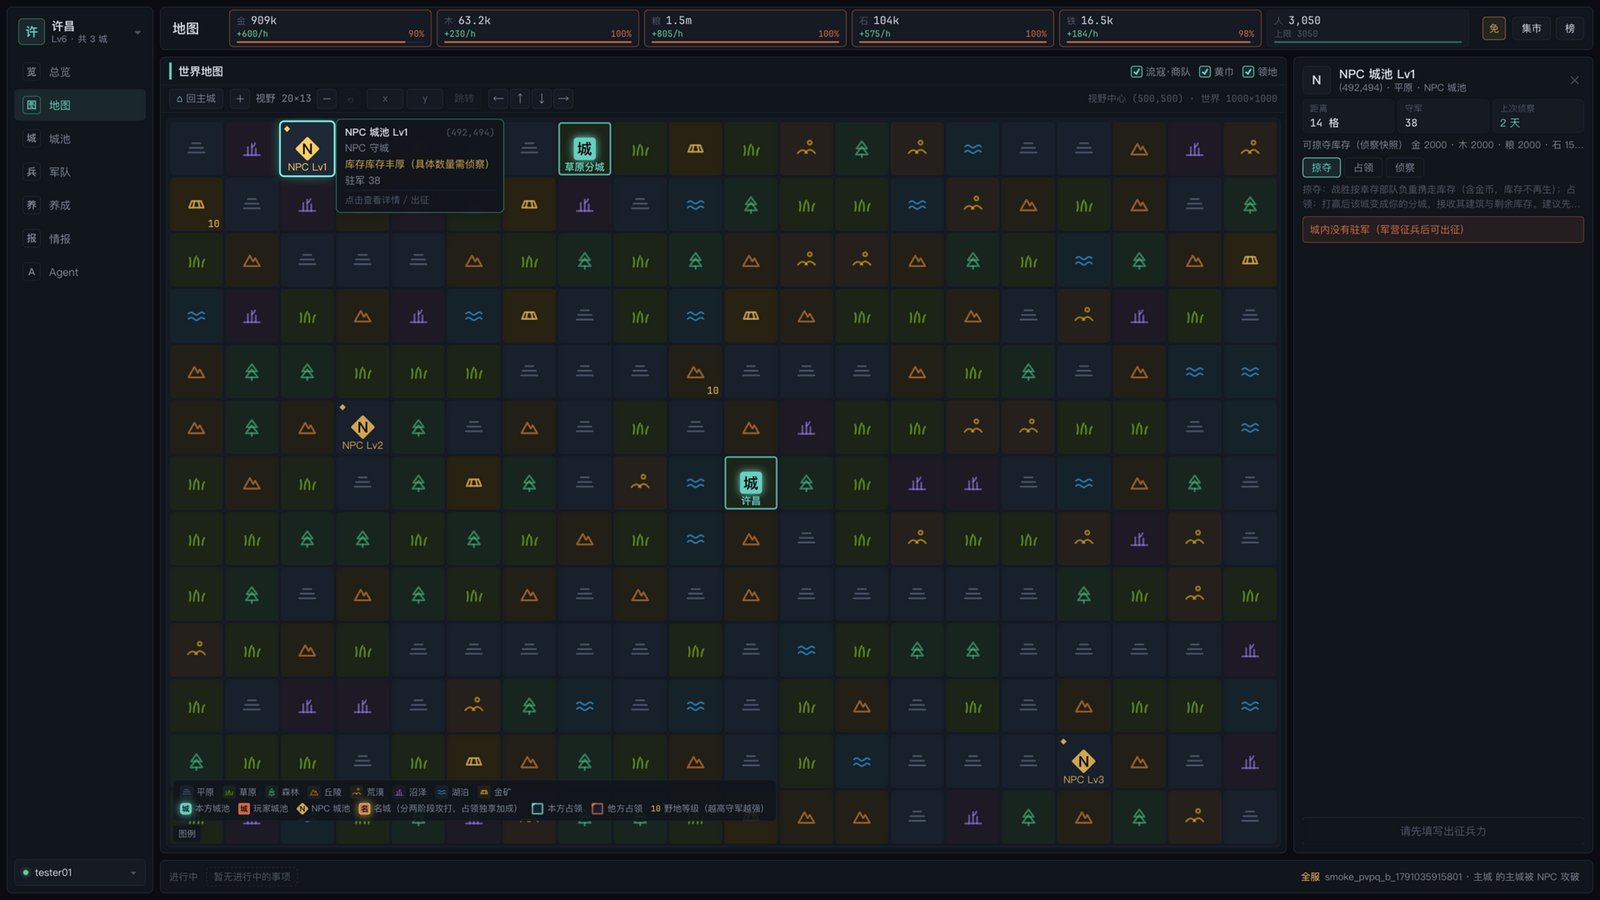 许
许昌
Lv6 · 共 3 城
览 总览
图 地图
城 城池
兵 军队
养 养成
报 情报
A Agent
tester01
地图
金 909k
+600/h 90%
木 63.2k
+230/h 100%
粮 1.5m
+805/h 100%
石 104k
+575/h 100%
铁 16.5k
+184/h 98%
人 3,050
上限 3050
免
集市
榜
世界地图
流寇·商队
黄巾
领地
回主城
+ 视野 20×13 −
x
y
跳转
← ↑ ↓ →
视野中心 (500,500) · 世界 1000×1000
N
NPC Lv1
NPC 城池 Lv1 (492,494)
NPC 守城
库存库存丰厚（具体数量需侦察）
驻军 38
点击查看详情 / 出征
城
草原分城
10
10
N
NPC Lv2
城
许昌
N
NPC Lv3
平原 草原 森林 丘陵 荒漠 沼泽 湖泊 金矿
城 本方城池 城 玩家城池 N NPC 城池 名 名城（分两阶段攻打，占领独享加成） 本方占领 他方占领 10 野地等级（越高守军越强）
图例
N
NPC 城池 Lv1
(492,494) · 平原 · NPC 城池
距离
14 格
守军
38
上次侦察
2 天
可掠夺库存（侦察快照） 金 2000 · 木 2000 · 粮 2000 · 石 15...
掠夺
占领
侦察
掠夺：战胜按幸存部队负重携走库存（含金币，库存不再生）；占
领：打赢后该城变成你的分城，接收其建筑与剩余库存。建议先...
城内没有驻军（军营征兵后可出征）
请先填写出征兵力
进行中 暂无进行中的事项
全服 smoke_pvpq_b_1791035915801 · 主城 的主城被 NPC 攻破